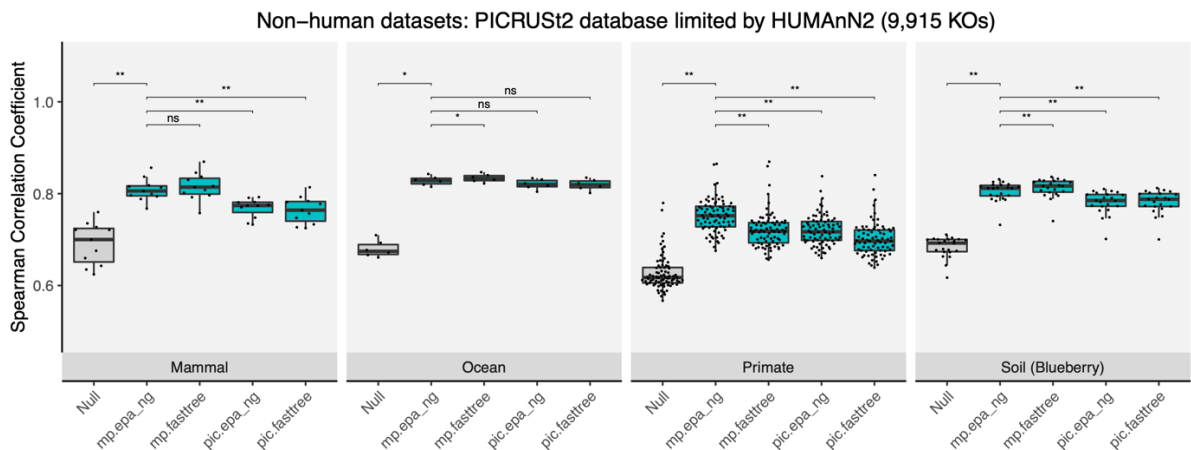 Non−human datasets: PICRUSt2 database limited by HUMAnN2 (9,915 KOs)
Spearman Correlation Coefficient
1.0
0.8
0.6
**
**
**
ns
*
ns
ns
*
**
**
**
**
**
**
**
**
Mammal
Ocean
Primate
Soil (Blueberry)
Null
mp.epa_ng
mp.fasttree
pic.epa_ng
pic.fasttree
Null
mp.epa_ng
mp.fasttree
pic.epa_ng
pic.fasttree
Null
mp.epa_ng
mp.fasttree
pic.epa_ng
pic.fasttree
Null
mp.epa_ng
mp.fasttree
pic.epa_ng
pic.fasttree